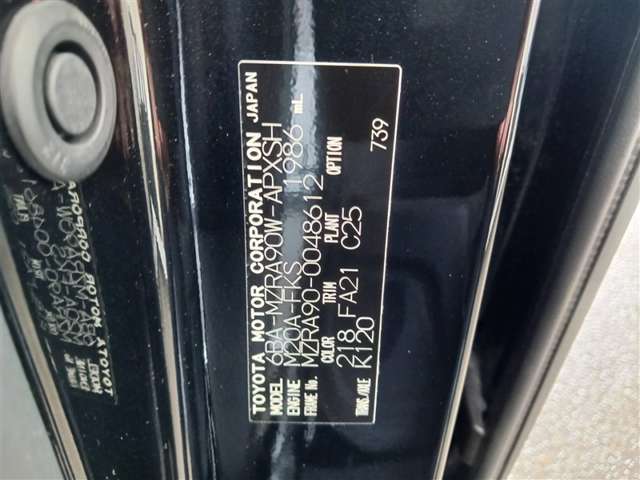 TOYOTA MOTOR CORPORATION JAPAN
MODEL 6BA-MZRA90W-APXSH
ENGINE M20A-FKS 1986 mL
FRAME No. MZRA90-0048612
COLOR TRIM PLANT OPTION
218 FA21 C25
TRANS./AXLE K120 739